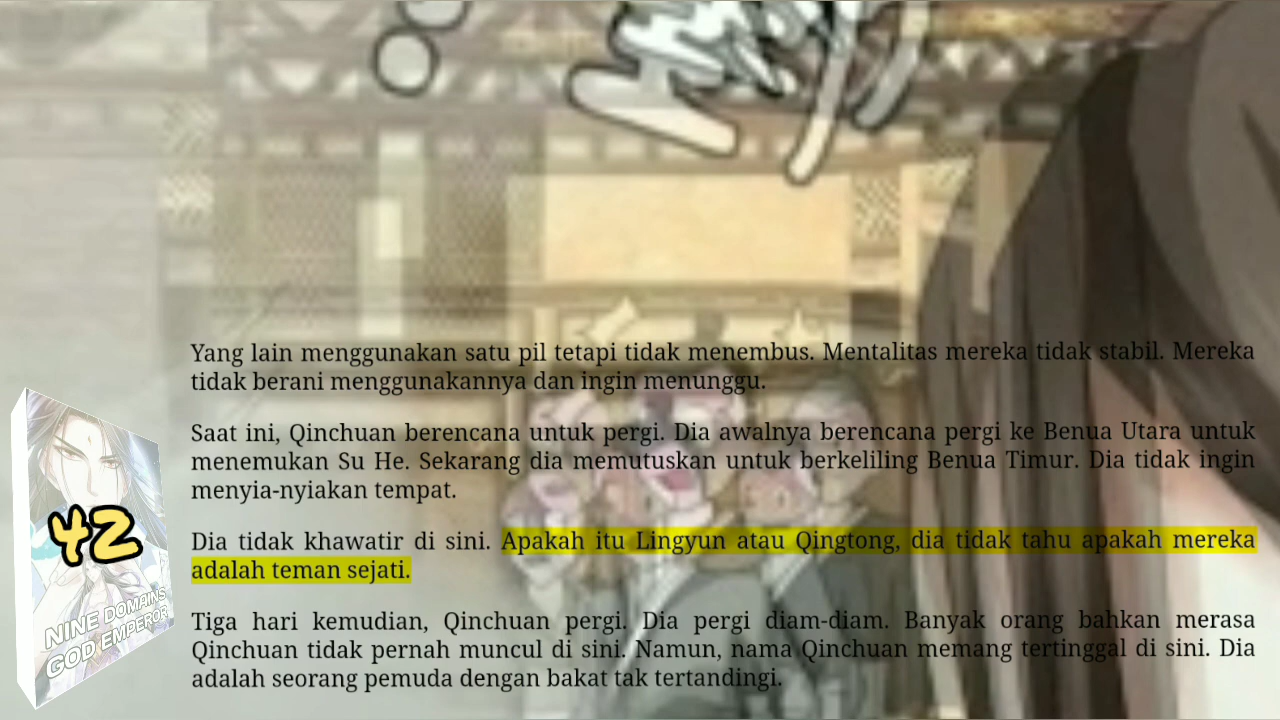 Yang lain menggunakan satu pil tetapi tidak menembus. Mentalitas mereka tidak stabil. Mereka
tidak berani menggunakannya dan ingin menunggu.
Saat ini, Qinchuan berencana untuk pergi. Dia awalnya berencana pergi ke Benua Utara untuk
menemukan Su He. Sekarang dia memutuskan untuk berkeliling Benua Timur. Dia tidak ingin
menyia-nyiakan tempat.
Dia tidak khawatir di sini. Apakah itu Lingyun atau Qingtong, dia tidak tahu apakah mereka
adalah teman sejati.
Tiga hari kemudian, Qinchuan pergi. Dia pergi diam-diam. Banyak orang bahkan merasa
Qinchuan tidak pernah muncul di sini. Namun, nama Qinchuan memang tertinggal di sini. Dia
adalah seorang pemuda dengan bakat tak tertandingi.
42
NINE DOMAINS
GOD EMPEROR